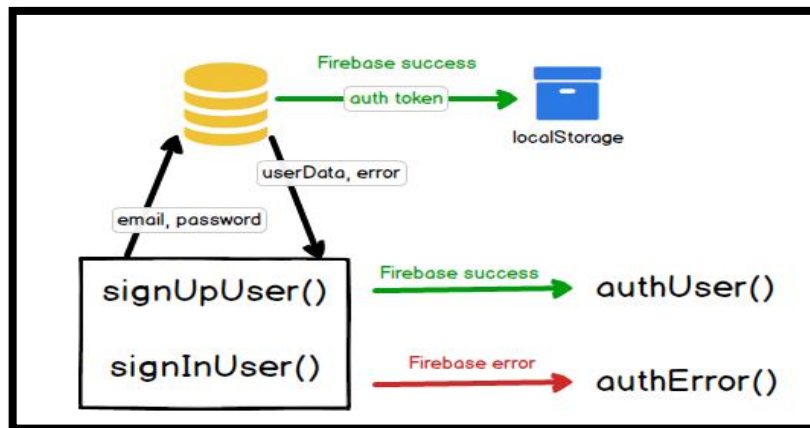 Firebase success
auth token
localStorage
userData, error
email, password
Firebase success
signUpUser()
authUser()
Firebase error
signInUser()
authError()